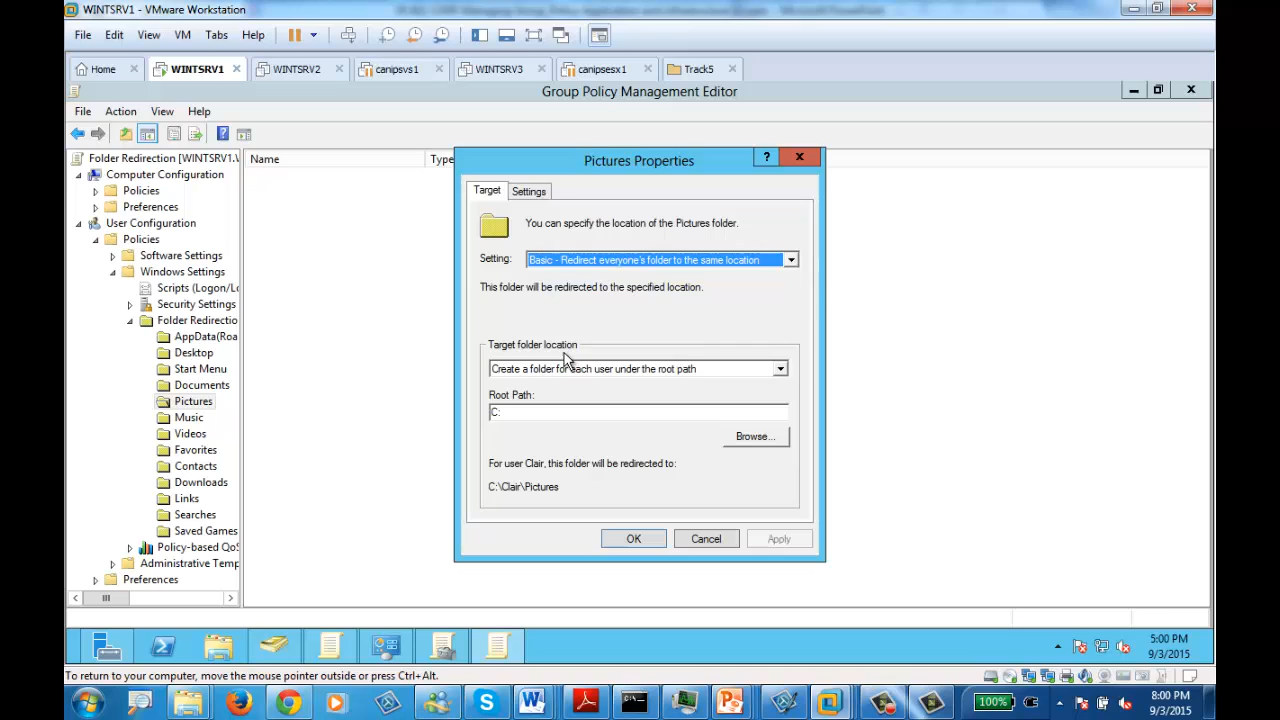 WINTSRV1 - VMware Workstation
File Edit View VM Tabs Help
Home WINTSRV1 WINTSRV2 canipsvs1 WINTSRV3 canipsesx1 Track5
Group Policy Management Editor
File Action View Help
Folder Redirection [WINTSRV1.V
Computer Configuration
Policies
Preferences
User Configuration
Policies
Software Settings
Windows Settings
Scripts (Logon/Lo
Security Settings
Folder Redirectio
AppData(Roa
Desktop
Start Menu
Documents
Pictures
Music
Videos
Favorites
Contacts
Downloads
Links
Searches
Saved Games
Policy-based QoS
Administrative Temp
Preferences
Name Type
Pictures Properties
Target Settings
You can specify the location of the Pictures folder.
Setting: Basic - Redirect everyone's folder to the same location
This folder will be redirected to the specified location.
Target folder location
Create a folder for each user under the root path
Root Path:
C:
Browse...
For user Clair, this folder will be redirected to:
C:\Clair\Pictures
OK Cancel Apply
5:00 PM
9/3/2015
To return to your computer, move the mouse pointer outside or press Ctrl+Alt.
100%
8:00 PM
9/3/2015